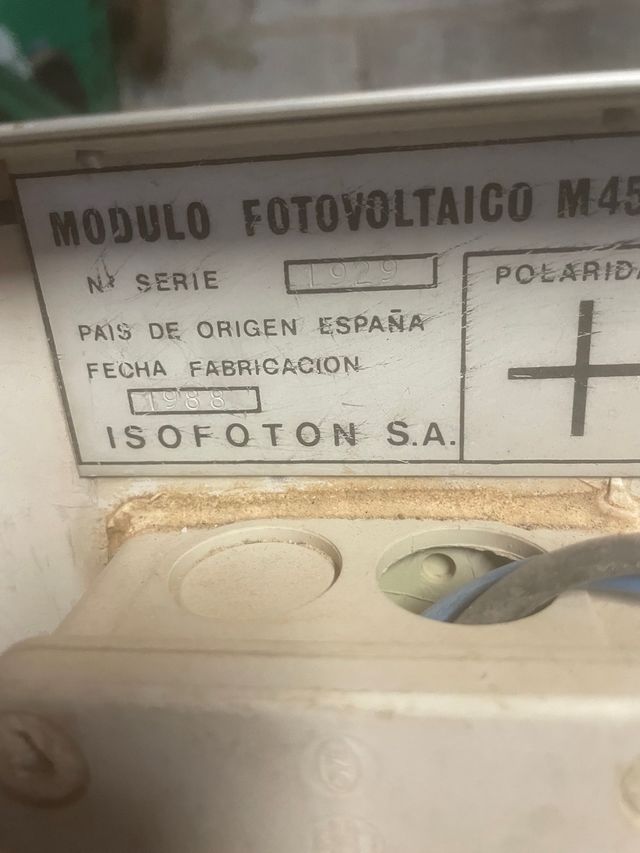 MODULO FOTOVOLTAICO M45
Nº SERIE 1929
POLARIDA
PAIS DE ORIGEN ESPAÑA
FECHA FABRICACION
1988
+
ISOFOTON S.A.